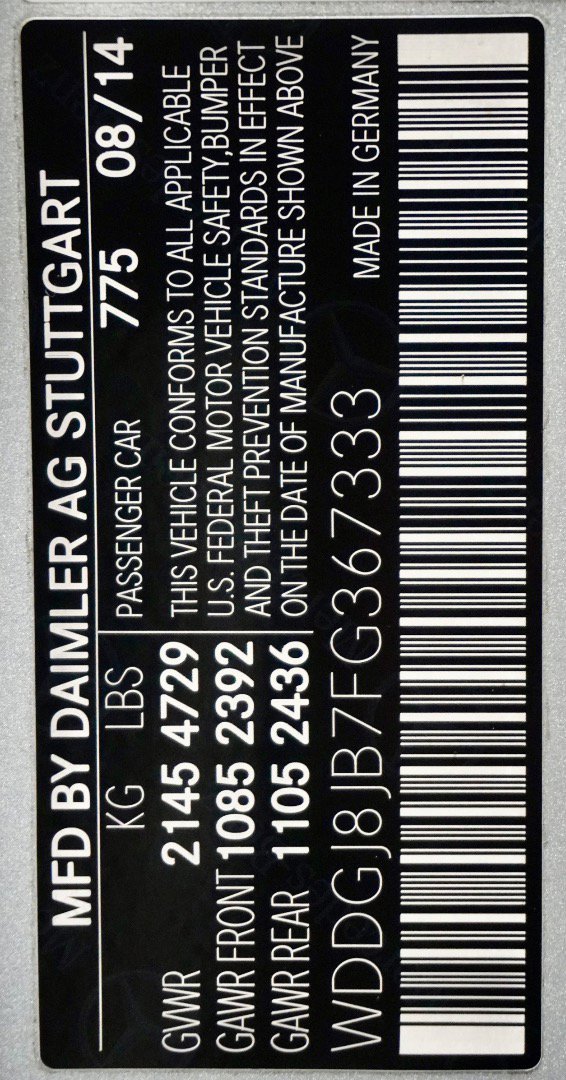 MFD BY DAIMLER AG STUTTGART
KG LBS PASSENGER CAR 775 08/14
GVWR 2145 4729
GAWR FRONT 1085 2392
GAWR REAR 1105 2436
THIS VEHICLE CONFORMS TO ALL APPLICABLE
U.S. FEDERAL MOTOR VEHICLE SAFETY,BUMPER
AND THEFT PREVENTION STANDARDS IN EFFECT
ON THE DATE OF MANUFACTURE SHOWN ABOVE
WDDGJ8JB7FG367333 MADE IN GERMANY